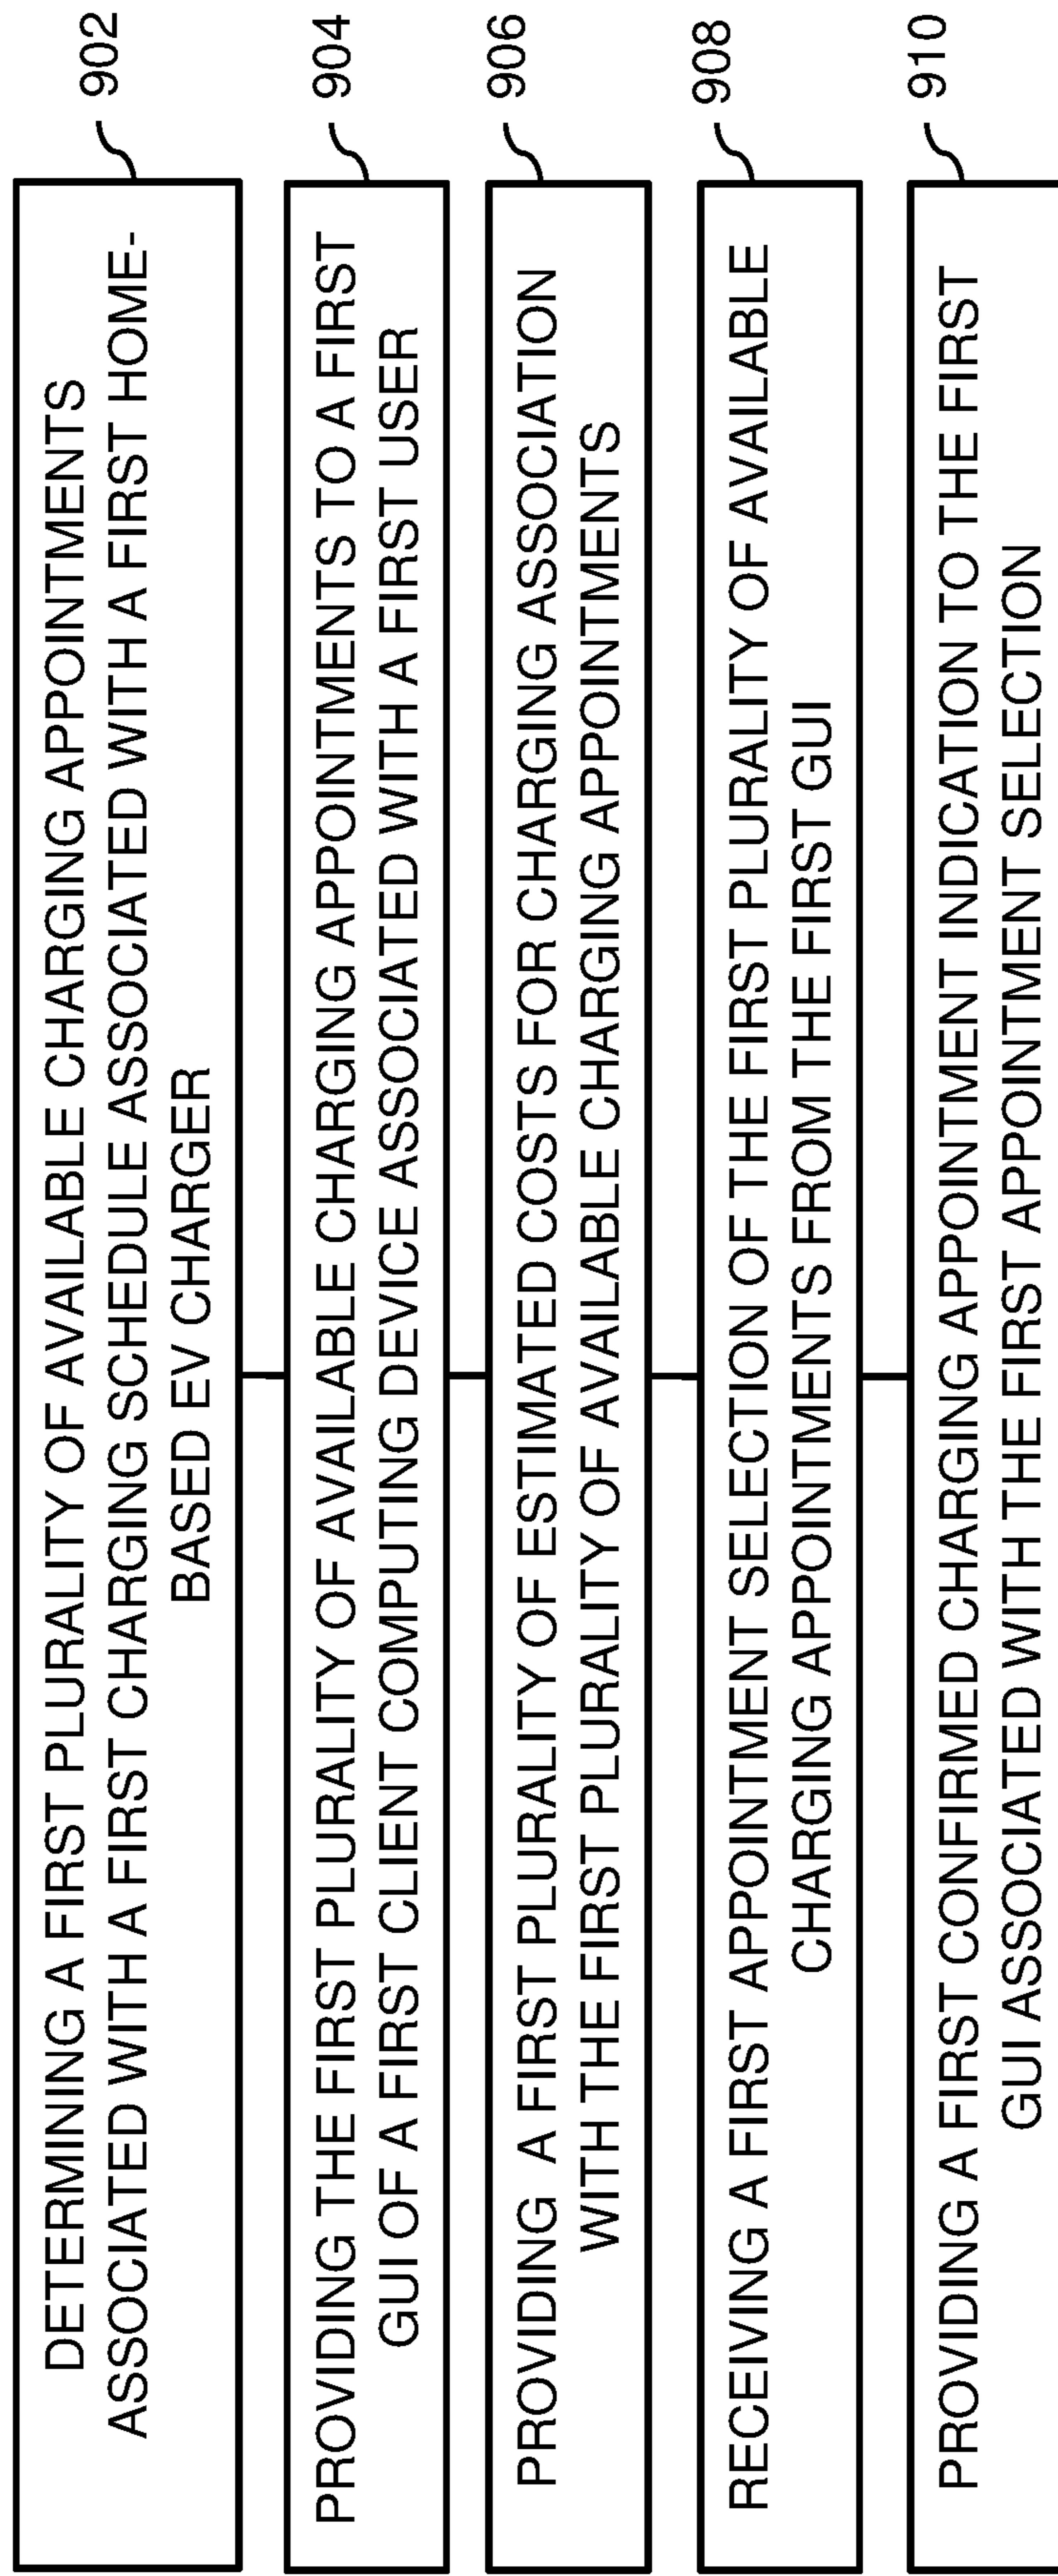 DETERMINING A FIRST PLURALITY OF AVAILABLE CHARGING APPOINTMENTS
ASSOCIATED WITH A FIRST CHARGING SCHEDULE ASSOCIATED WITH A FIRST HOME-
BASED EV CHARGER
902
PROVIDING THE FIRST PLURALITY OF AVAILABLE CHARGING APPOINTMENTS TO A FIRST
GUI OF A FIRST CLIENT COMPUTING DEVICE ASSOCIATED WITH A FIRST USER
904
PROVIDING A FIRST PLURALITY OF ESTIMATED COSTS FOR CHARGING ASSOCIATION
WITH THE FIRST PLURALITY OF AVAILABLE CHARGING APPOINTMENTS
906
RECEIVING A FIRST APPOINTMENT SELECTION OF THE FIRST PLURALITY OF AVAILABLE
CHARGING APPOINTMENTS FROM THE FIRST GUI
908
PROVIDING A FIRST CONFIRMED CHARGING APPOINTMENT INDICATION TO THE FIRST
GUI ASSOCIATED WITH THE FIRST APPOINTMENT SELECTION
910